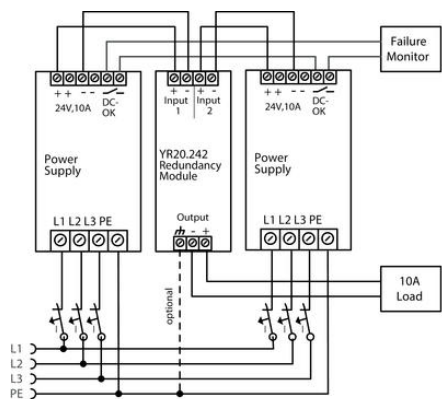 Failure
Monitor
+ + - -
24V,10A
DC-
OK
+ - + -
Input
1
Input
2
+ + - -
24V,10A
DC-
OK
Power
Supply
YR20.242
Redundancy
Module
Power
Supply
L1 L2 L3 PE
Output
- +
L1 L2 L3 PE
optional
10A
Load
L1
L2
L3
PE